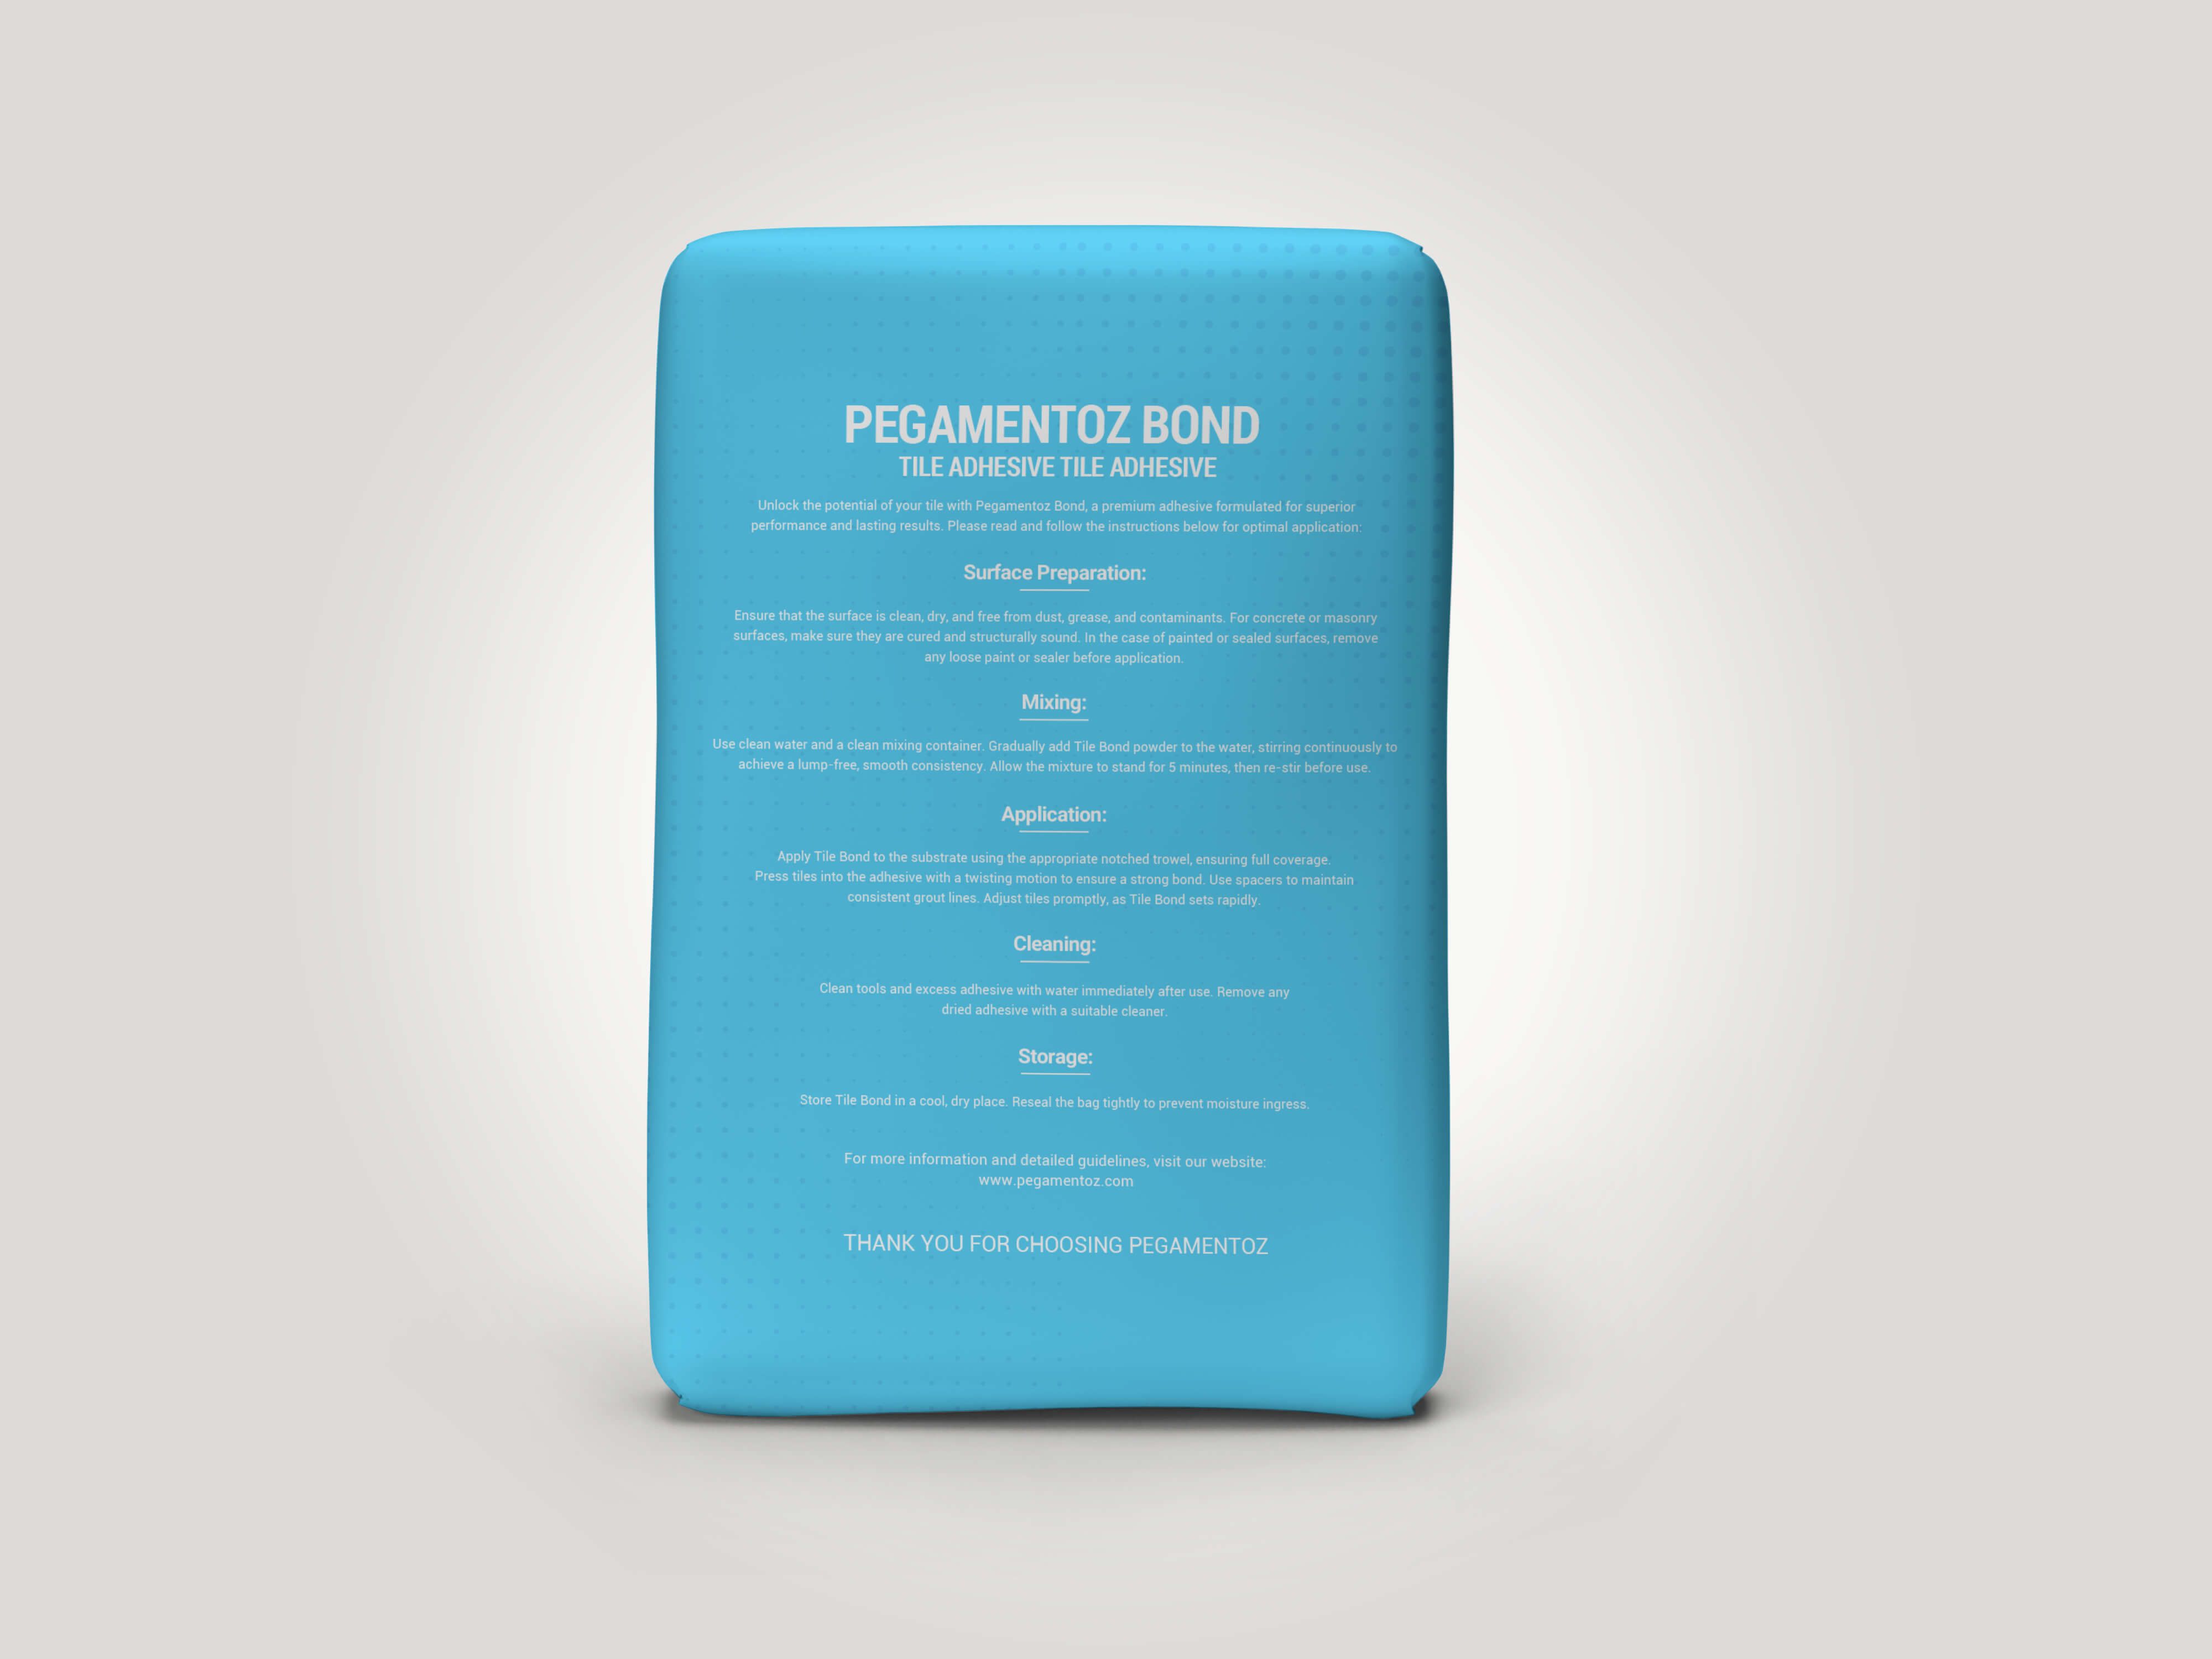 PEGAMENTOZ BOND
TILE ADHESIVE TILE ADHESIVE
Unlock the potential of your tile with Pegamentoz Bond, a premium adhesive formulated for superior
performance and lasting results. Please read and follow the instructions below for optimal application:
Surface Preparation:
Ensure that the surface is clean, dry, and free from dust, grease, and contaminants. For concrete or masonry
surfaces, make sure they are cured and structurally sound. In the case of painted or sealed surfaces, remove
any loose paint or sealer before application.
Mixing:
Use clean water and a clean mixing container. Gradually add Tile Bond powder to the water, stirring continuously to
achieve a lump-free, smooth consistency. Allow the mixture to stand for 5 minutes, then re-stir before use.
Application:
Apply Tile Bond to the substrate using the appropriate notched trowel, ensuring full coverage.
Press tiles into the adhesive with a twisting motion to ensure a strong bond. Use spacers to maintain
consistent grout lines. Adjust tiles promptly, as Tile Bond sets rapidly.
Cleaning:
Clean tools and excess adhesive with water immediately after use. Remove any
dried adhesive with a suitable cleaner.
Storage:
Store Tile Bond in a cool, dry place. Reseal the bag tightly to prevent moisture ingress.
For more information and detailed guidelines, visit our website:
www.pegamentoz.com
THANK YOU FOR CHOOSING PEGAMENTOZ